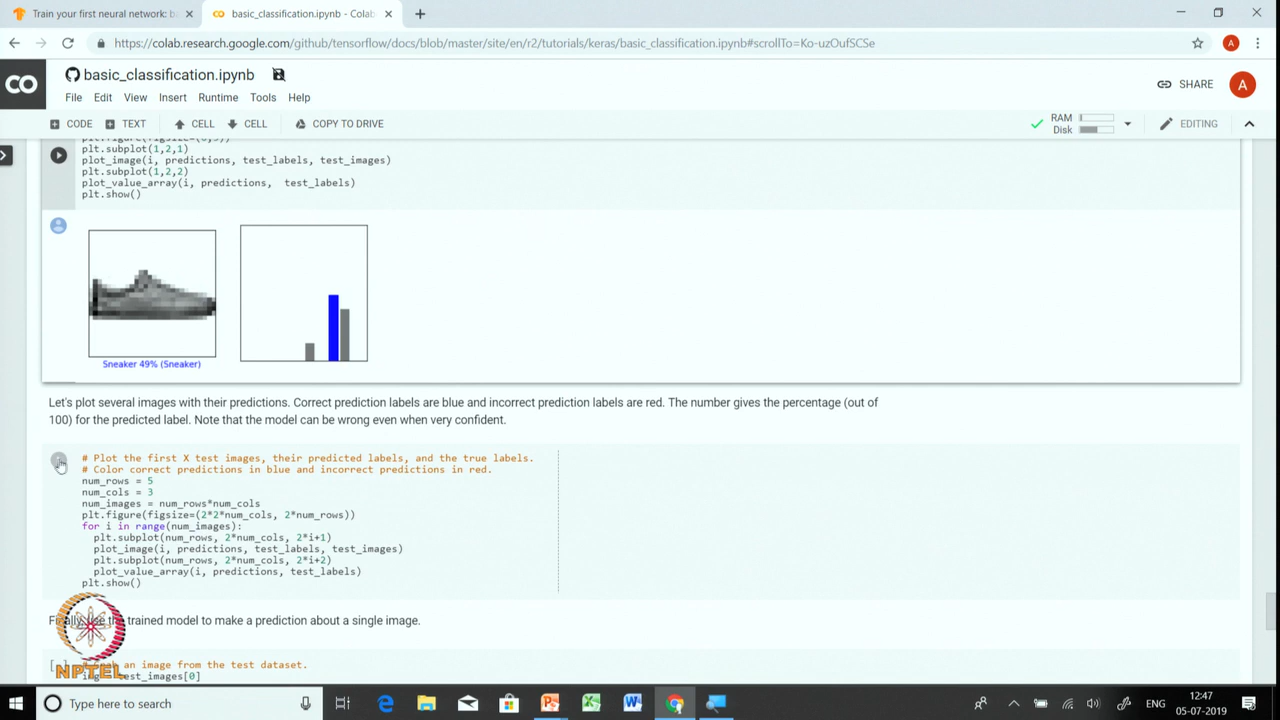 Train your first neural network: ba
basic_classification.ipynb - Colab
https://colab.research.google.com/github/tensorflow/docs/blob/master/site/en/r2/tutorials/keras/basic_classification.ipynb#scrollTo=Ko-uzOufSCSe
A
CO
basic_classification.ipynb
SHARE
A
File Edit View Insert Runtime Tools Help
CODE TEXT CELL CELL COPY TO DRIVE
RAM
Disk
EDITING
plt.subplot(1,2,1)
plot_image(i, predictions, test_labels, test_images)
plt.subplot(1,2,2)
plot_value_array(i, predictions,  test_labels)
plt.show()
Sneaker 49% (Sneaker)
Let's plot several images with their predictions. Correct prediction labels are blue and incorrect prediction labels are red. The number gives the percentage (out of
100) for the predicted label. Note that the model can be wrong even when very confident.
# Plot the first X test images, their predicted labels, and the true labels.
# Color correct predictions in blue and incorrect predictions in red.
num_rows = 5
num_cols = 3
num_images = num_rows*num_cols
plt.figure(figsize=(2*2*num_cols, 2*num_rows))
for i in range(num_images):
  plt.subplot(num_rows, 2*num_cols, 2*i+1)
  plot_image(i, predictions, test_labels, test_images)
  plt.subplot(num_rows, 2*num_cols, 2*i+2)
  plot_value_array(i, predictions, test_labels)
plt.show()
Finally, use the trained model to make a prediction about a single image.
an image from the test dataset.
test_images[0]
NPTEL
Type here to search
ENG
12:47
05-07-2019